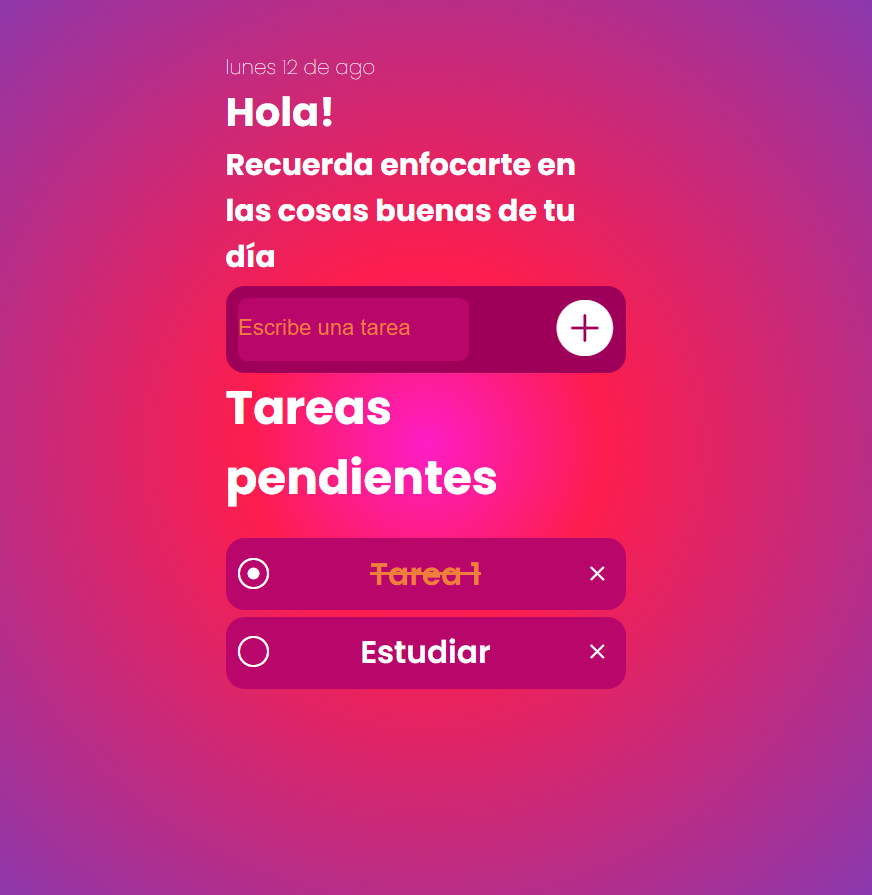 lunes 12 de ago
Hola!
Recuerda enfocarte en
las cosas buenas de tu
día
Escribe una tarea
Tareas
pendientes
Tarea 1
Estudiar